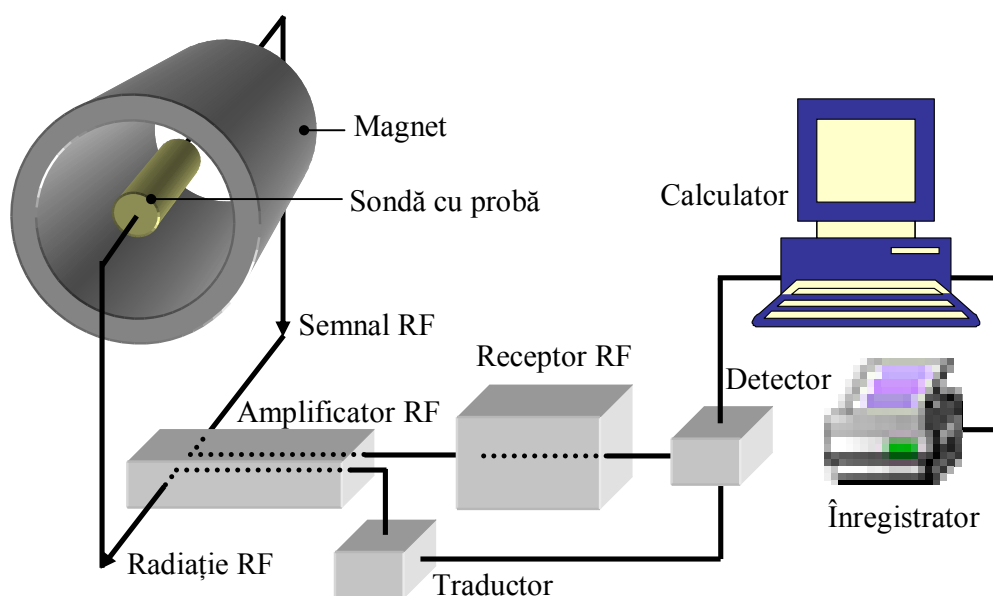 Magnet
Sondă cu probă
Calculator
Semnal RF
Receptor RF
Detector
Amplificator RF
Înregistrator
Radiație RF
Traductor